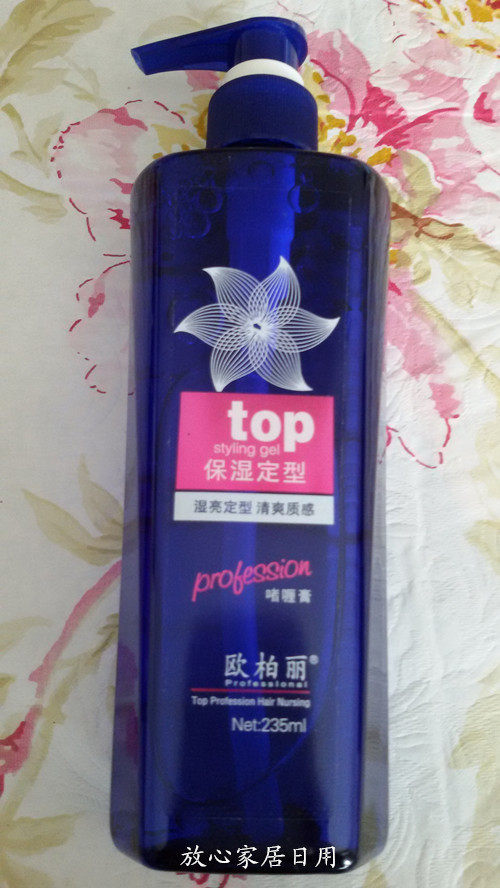 top
styling gel
保湿定型
湿亮定型 清爽质感
profession
啫喱膏
欧柏丽®
Professional
Top Profession Hair Nursing
Net:235ml
放心家居日用